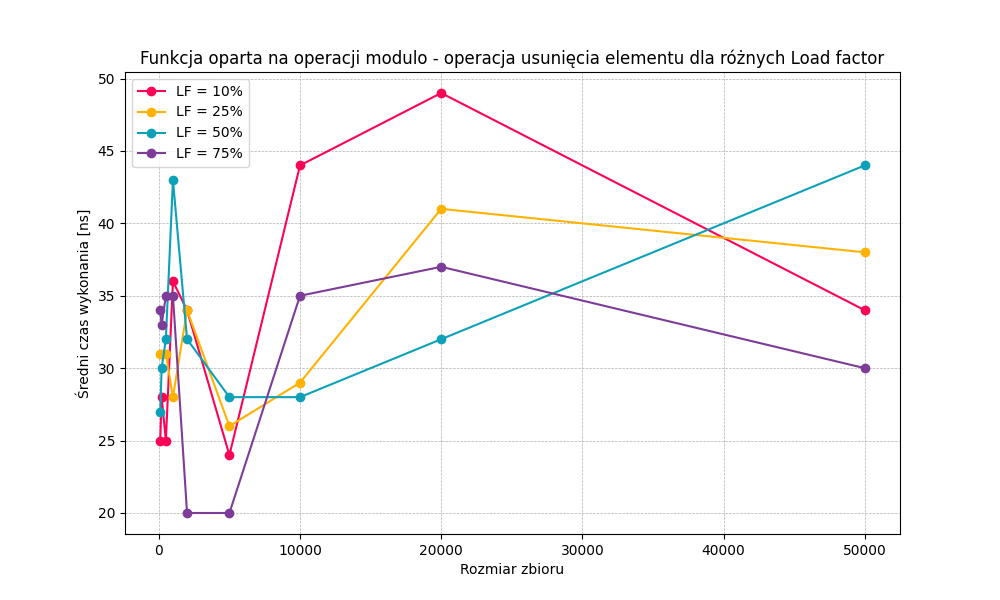 Funkcja oparta na operacji modulo - operacja usunięcia elementu dla różnych Load factor
LF = 10%
LF = 25%
LF = 50%
LF = 75%
Średni czas wykonania [ns]
50
45
40
35
30
25
20
0
10000
20000
30000
40000
50000
Rozmiar zbioru